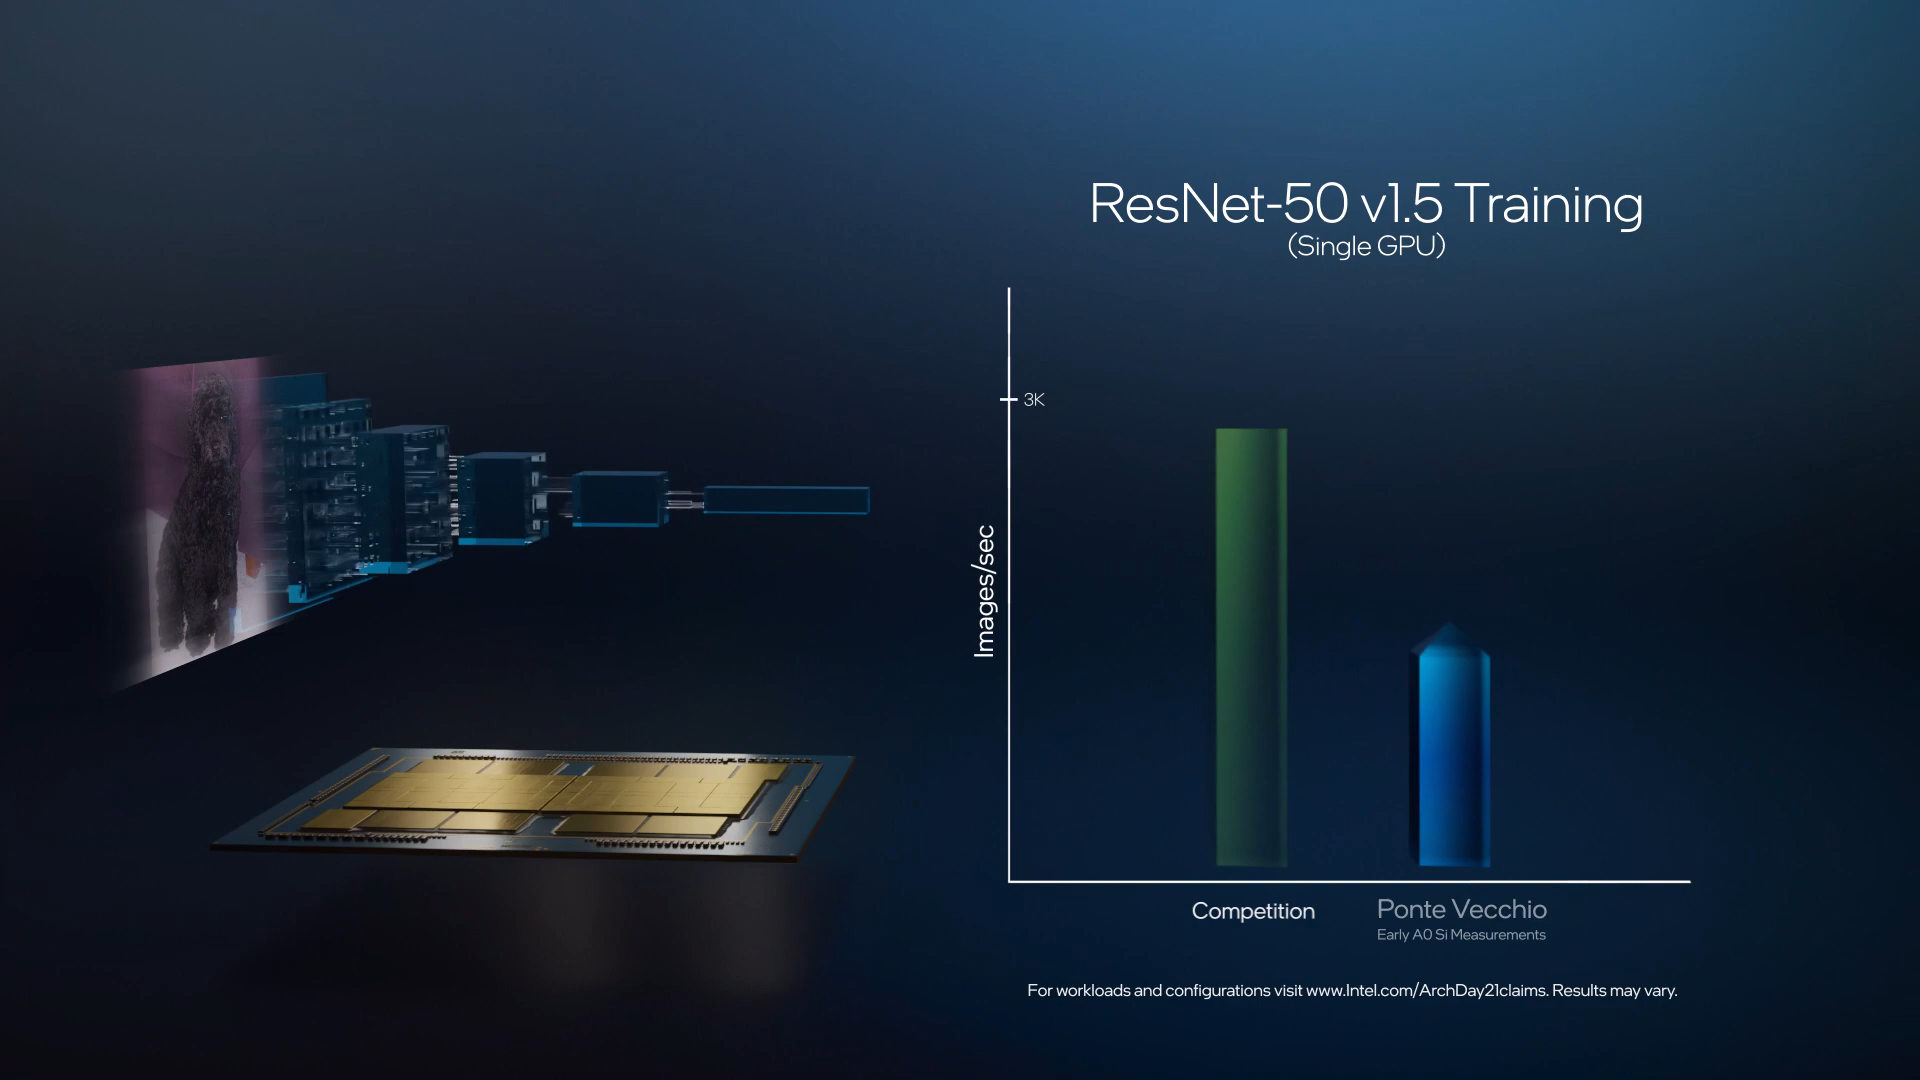 ResNet-50 v1.5 Training
(Single GPU)
3K
Images/sec
Competition
Ponte Vecchio
Early A0 Si Measurements
For workloads and configurations visit www.Intel.com/ArchDay21claims. Results may vary.